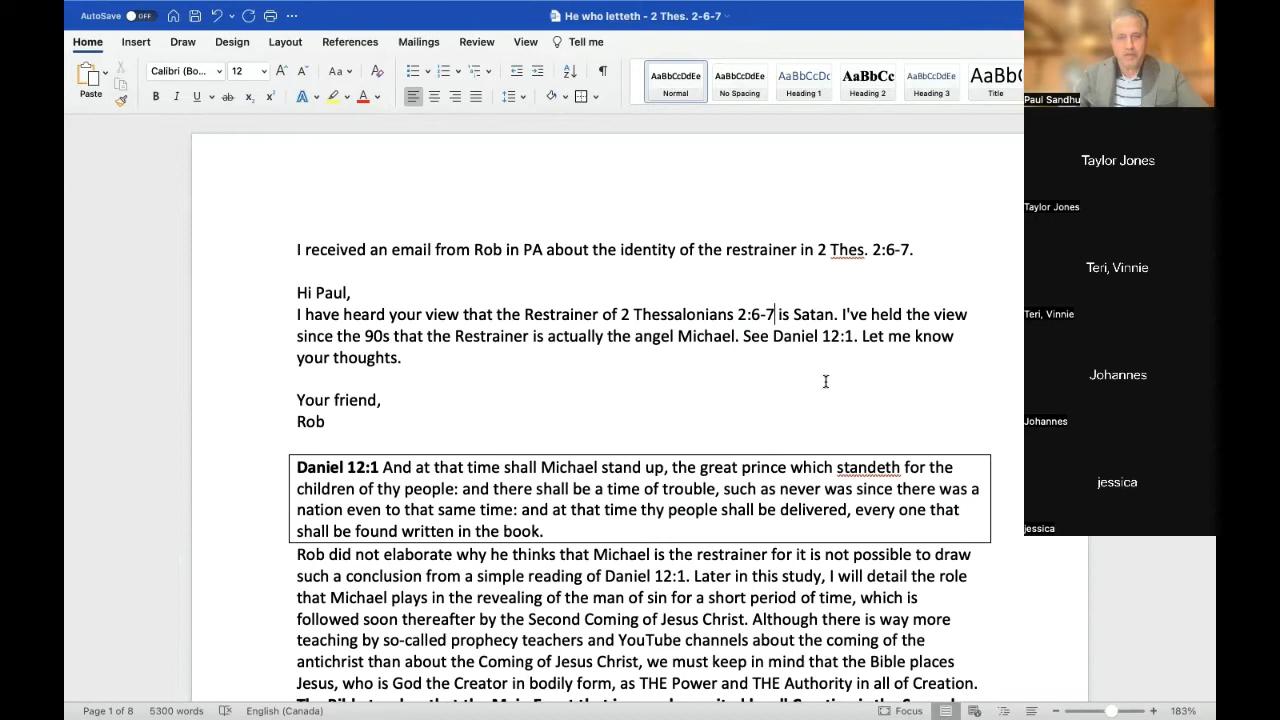 AutoSave OFF
He who letteth - 2 Thes. 2-6-7
Home Insert Draw Design Layout References Mailings Review View Tell me
Paste
Calibri (Bo... 12
AaBbCcDdEe AaBbCcDdEe AaBbCcDc AaBbCc AaBbCcDdEe AaBb(
Normal No Spacing Heading 1 Heading 2 Heading 3 Title
Paul Sandhu
Taylor Jones
Taylor Jones
Teri, Vinnie
Teri, Vinnie
Johannes
Johannes
jessica
jessica
I received an email from Rob in PA about the identity of the restrainer in 2 Thes. 2:6-7.
Hi Paul,
I have heard your view that the Restrainer of 2 Thessalonians 2:6-7 is Satan. I've held the view
since the 90s that the Restrainer is actually the angel Michael. See Daniel 12:1. Let me know
your thoughts.
Your friend,
Rob
Daniel 12:1 And at that time shall Michael stand up, the great prince which standeth for the
children of thy people: and there shall be a time of trouble, such as never was since there was a
nation even to that same time: and at that time thy people shall be delivered, every one that
shall be found written in the book.
Rob did not elaborate why he thinks that Michael is the restrainer for it is not possible to draw
such a conclusion from a simple reading of Daniel 12:1. Later in this study, I will detail the role
that Michael plays in the revealing of the man of sin for a short period of time, which is
followed soon thereafter by the Second Coming of Jesus Christ. Although there is way more
teaching by so-called prophecy teachers and YouTube channels about the coming of the
antichrist than about the Coming of Jesus Christ, we must keep in mind that the Bible places
Jesus, who is God the Creator in bodily form, as THE Power and THE Authority in all of Creation.
Page 1 of 8 5300 words English (Canada) Focus 183%